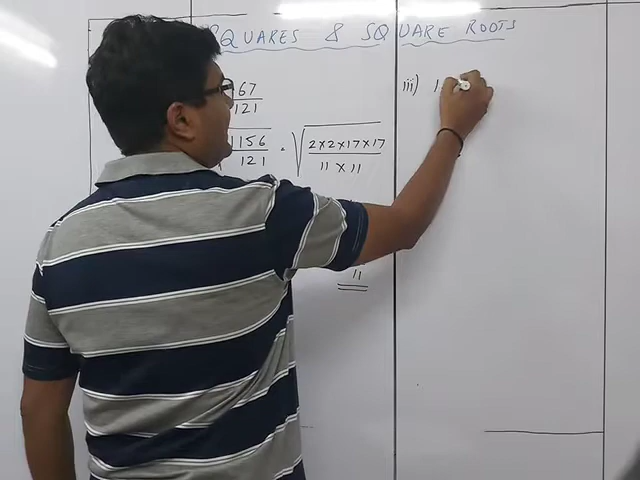 SQUARES & SQUARE ROOTS
67
121
1156
121
2×2×17×17
11 × 11
11
iii) 1